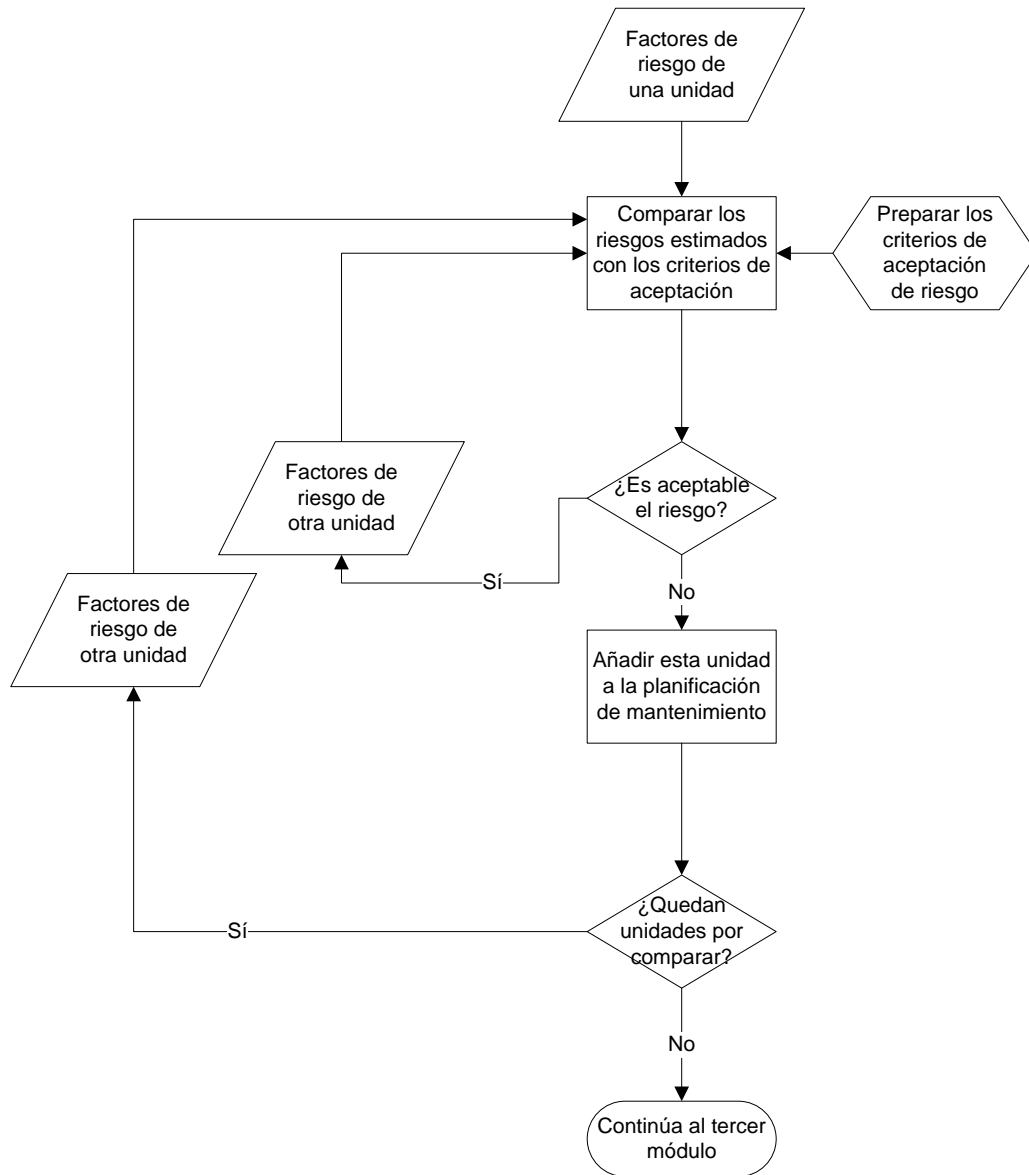 Factores de
riesgo de
una unidad
Comparar los
riesgos estimados
con los criterios de
aceptación
Preparar los
criterios de
aceptación
de riesgo
Factores de
riesgo de
otra unidad
¿Es aceptable
el riesgo?
Sí
No
Factores de
riesgo de
otra unidad
Añadir esta unidad
a la planificación
de mantenimiento
¿Quedan
unidades por
comparar?
Sí
No
Continúa al tercer
módulo